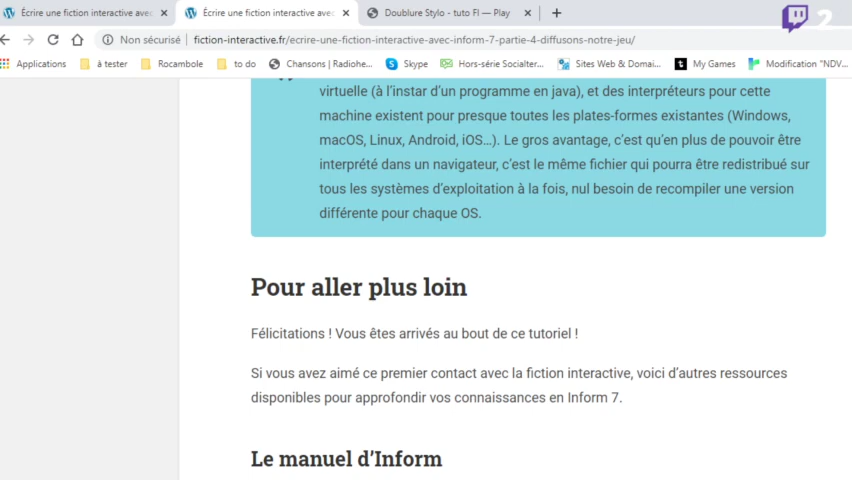 Écrire une fiction interactive avec
Écrire une fiction interactive avec
Doublure Stylo — tuto FI — Play
2
Non sécurisé
fiction-interactive.fr/ecrire-une-fiction-interactive-avec-inform-7-partie-4-diffusons-notre-jeu/
Applications
à tester
Rocambole
to do
Chansons | Radiohe...
Skype
Hors-série Socialter...
Sites Web & Domai...
My Games
Modification "NDV...
virtuelle (à l'instar d'un programme en java), et des interpréteurs pour cette
machine existent pour presque toutes les plates-formes existantes (Windows,
macOS, Linux, Android, iOS...). Le gros avantage, c'est qu'en plus de pouvoir être
interprété dans un navigateur, c'est le même fichier qui pourra être redistribué sur
tous les systèmes d'exploitation à la fois, nul besoin de recompiler une version
différente pour chaque OS.
Pour aller plus loin
Félicitations ! Vous êtes arrivés au bout de ce tutoriel !
Si vous avez aimé ce premier contact avec la fiction interactive, voici d'autres ressources
disponibles pour approfondir vos connaissances en Inform 7.
Le manuel d'Inform